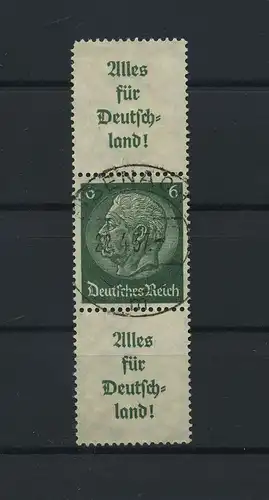 Alles
für
Deutsch-
land!
6 6
Deutsches Reich
Alles
für
Deutsch-
land!